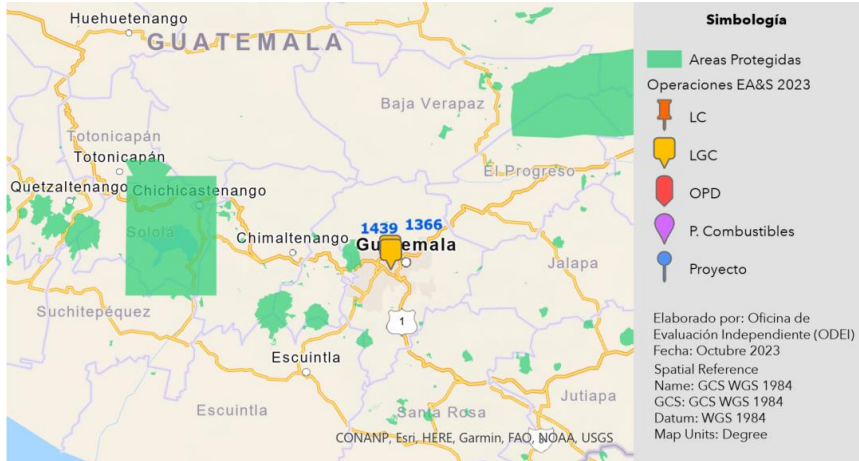 Huehuetenango
GUATEMALA
Baja Verapaz
Totonicapán
Totonicapán
El Progreso
Quetzaltenango
Chichicastenango
1439 1366
Sololá
Chimaltenango
Guatemala
Jalapa
Suchitepéquez
1
Escuintla
Jutiapa
Escuintla
Santa Rosa
CONANP, Esri, HERE, Garmin, FAO, NOAA, USGS
Simbología
Areas Protegidas
Operaciones EA&S 2023
LC
LGC
OPD
P. Combustibles
Proyecto
Elaborado por: Oficina de
Evaluación Independiente (ODEI)
Fecha: Octubre 2023
Spatial Reference
Name: GCS WGS 1984
GCS: GCS WGS 1984
Datum: WGS 1984
Map Units: Degree